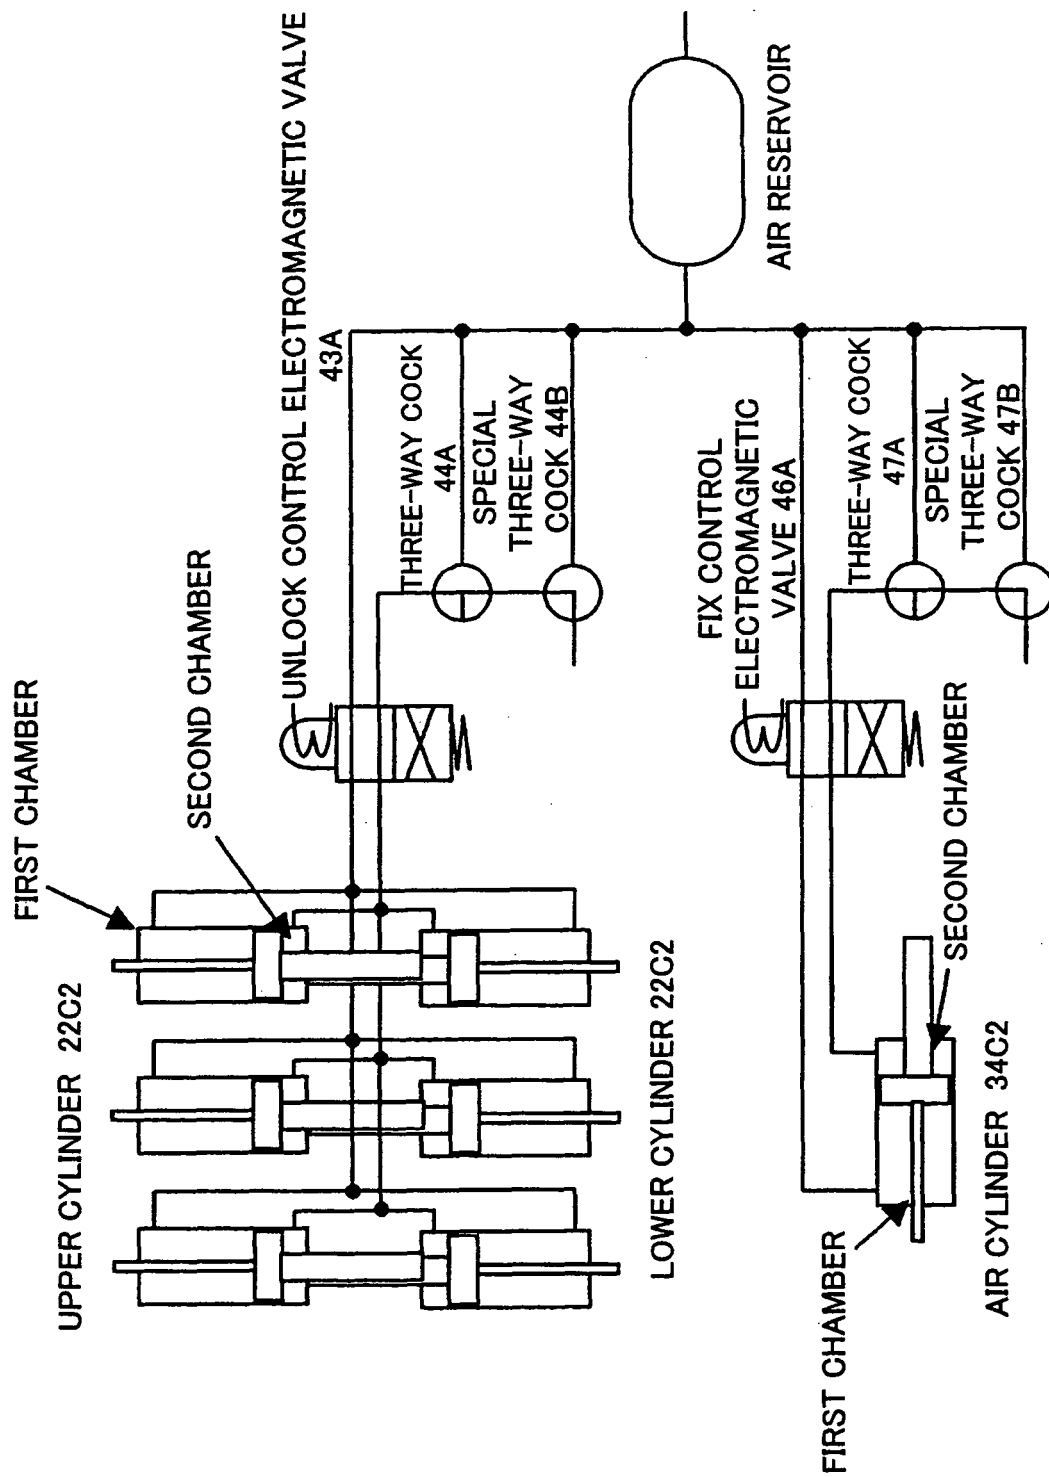 FIRST CHAMBER
SECOND CHAMBER
UPPER CYLINDER 22C2
LOWER CYLINDER 22C2
UNLOCK CONTROL ELECTROMAGNETIC VALVE
43A
THREE-WAY COCK
44A
SPECIAL
THREE-WAY
COCK 44B
AIR RESERVOIR
FIX CONTROL
ELECTROMAGNETIC
VALVE 46A
THREE-WAY COCK
47A
SPECIAL
THREE-WAY
COCK 47B
FIRST CHAMBER
SECOND CHAMBER
AIR CYLINDER 34C2